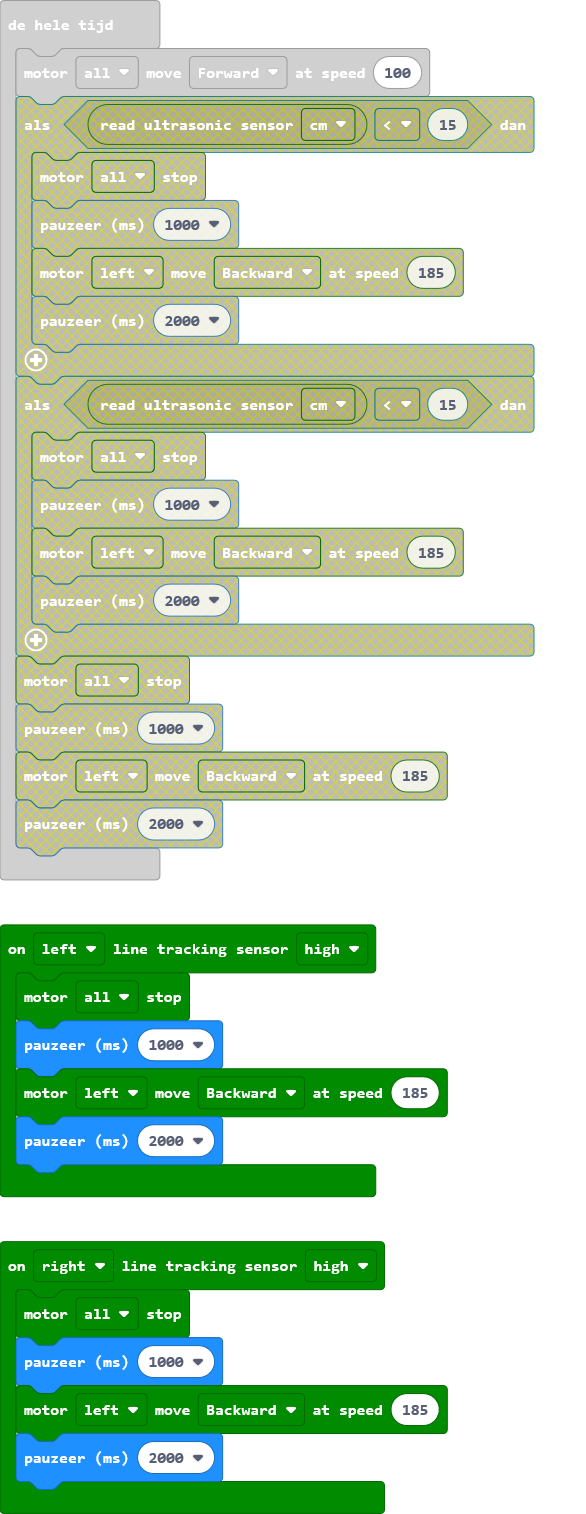 de hele tijd
motor all move Forward at speed 100
als read ultrasonic sensor cm < 15 dan
motor all stop
pauzeer (ms) 1000
motor left move Backward at speed 185
pauzeer (ms) 2000
als read ultrasonic sensor cm < 15 dan
motor all stop
pauzeer (ms) 1000
motor left move Backward at speed 185
pauzeer (ms) 2000
motor all stop
pauzeer (ms) 1000
motor left move Backward at speed 185
pauzeer (ms) 2000
on left line tracking sensor high
motor all stop
pauzeer (ms) 1000
motor left move Backward at speed 185
pauzeer (ms) 2000
on right line tracking sensor high
motor all stop
pauzeer (ms) 1000
motor left move Backward at speed 185
pauzeer (ms) 2000